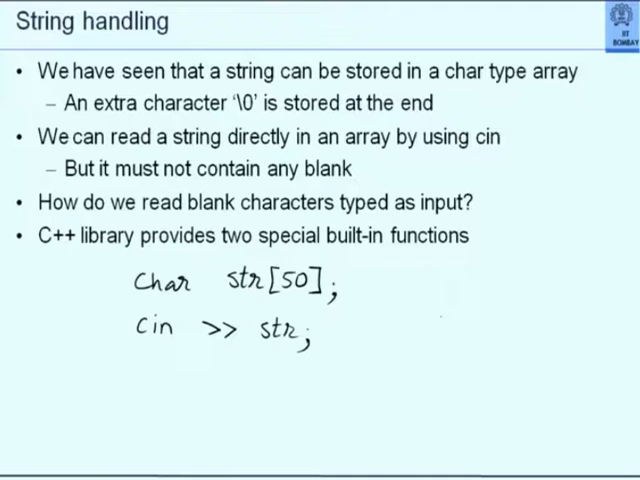 String handling
IIT
BOMBAY
• We have seen that a string can be stored in a char type array
– An extra character '\0' is stored at the end
• We can read a string directly in an array by using cin
– But it must not contain any blank
• How do we read blank characters typed as input?
• C++ library provides two special built-in functions
char str[50];
cin >> str;